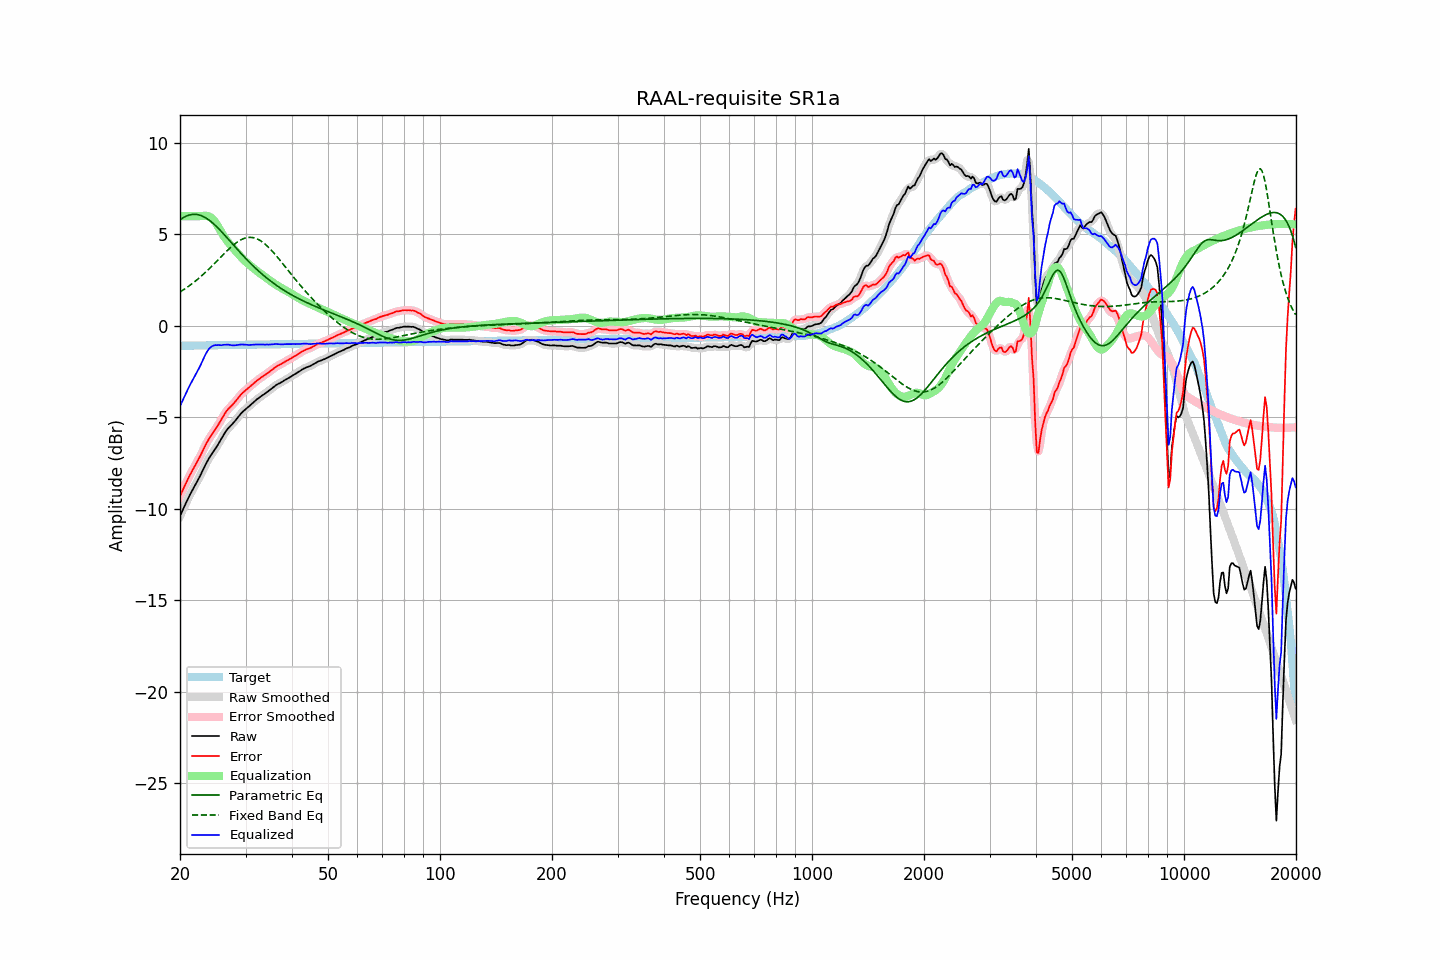 RAAL-requisite SR1a
10
5
0
−5
−10
−15
−20
−25
Amplitude (dBr)
Target
Raw Smoothed
Error Smoothed
Raw
Error
Equalization
Parametric Eq
Fixed Band Eq
Equalized
20 50 100 200 500 1000 2000 5000 10000 20000
Frequency (Hz)